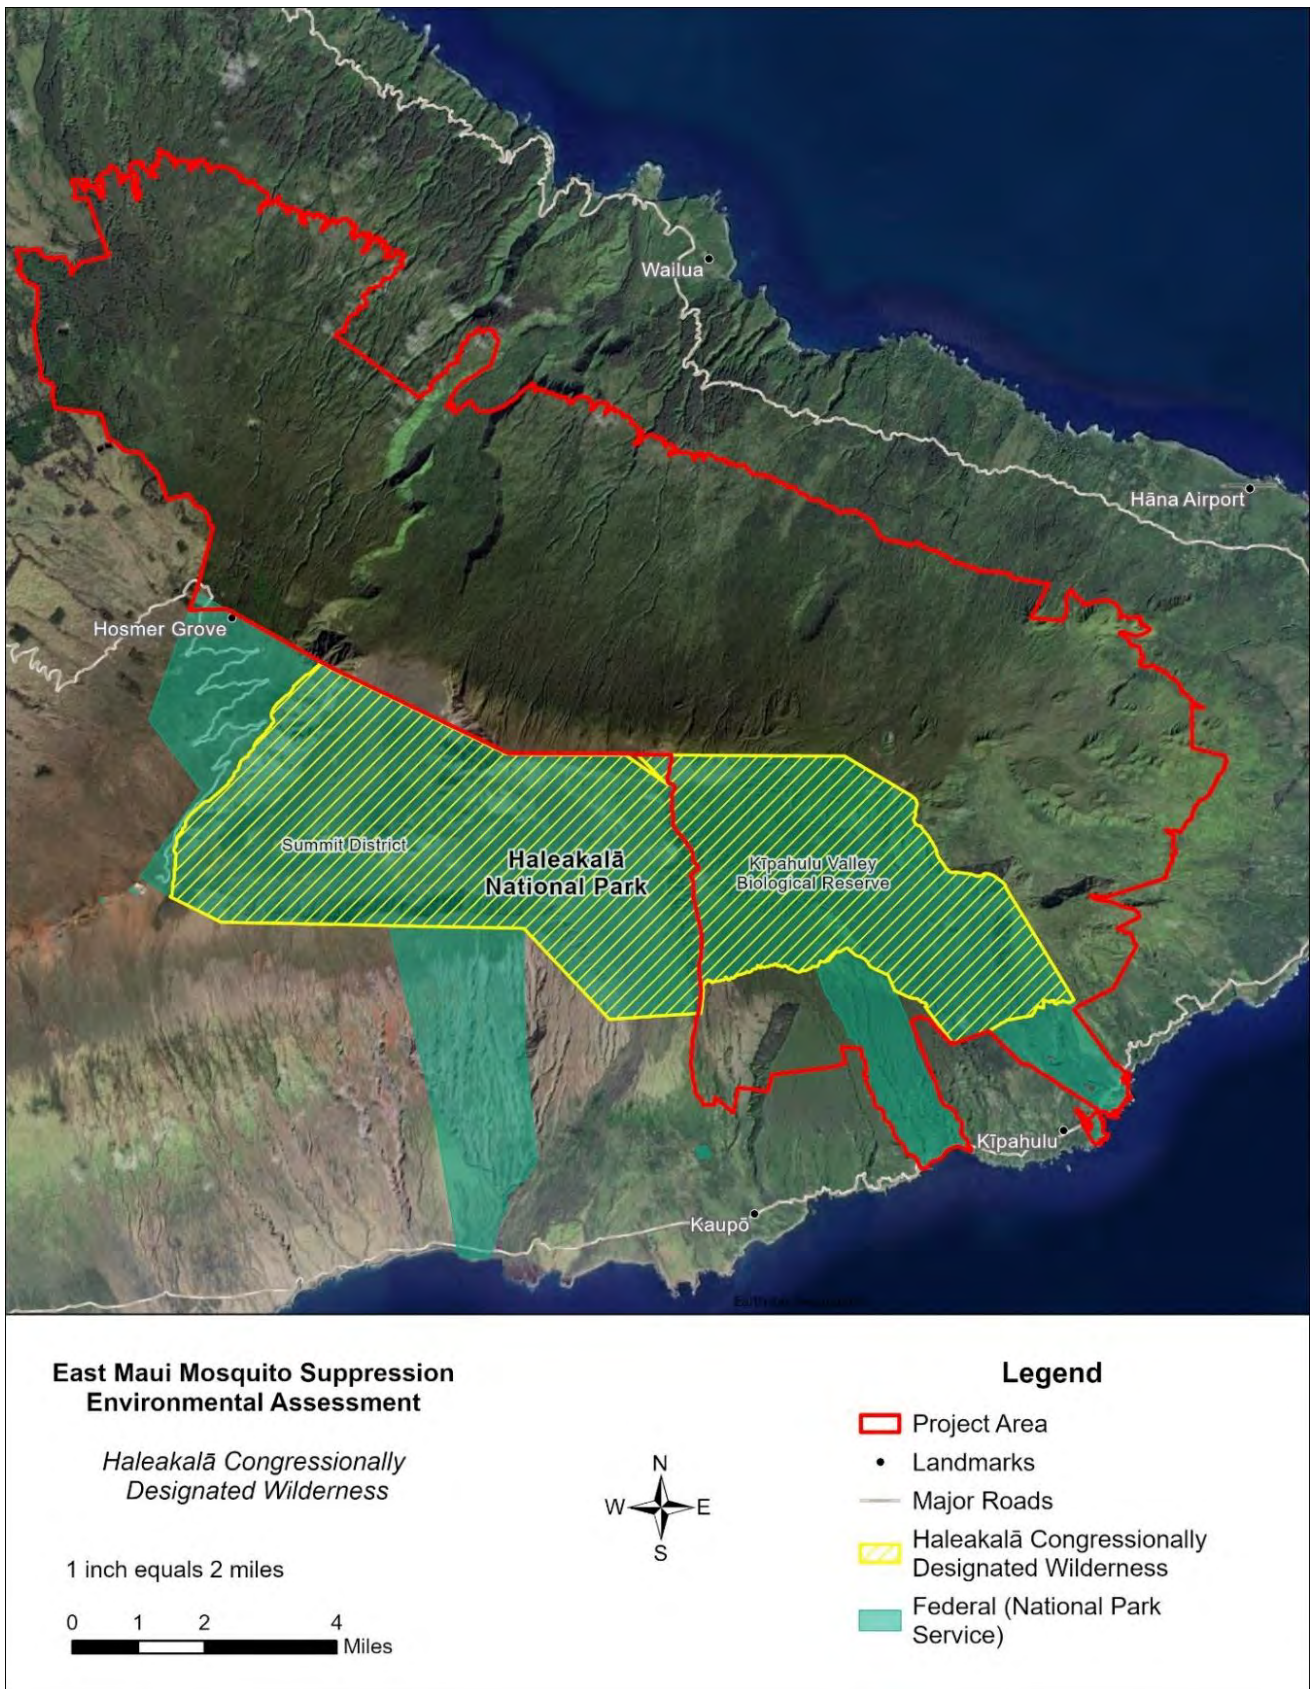 Wailua
Hāna Airport
Hosmer Grove
Summit District
Haleakalā
National Park
Kīpahulu Valley
Biological Reserve
Kīpahulu
Kaupō
East Maui Mosquito Suppression
Environmental Assessment
Haleakalā Congressionally
Designated Wilderness
1 inch equals 2 miles
0 1 2 4
Miles
N
W E
S
Legend
Project Area
Landmarks
Major Roads
Haleakalā Congressionally
Designated Wilderness
Federal (National Park
Service)